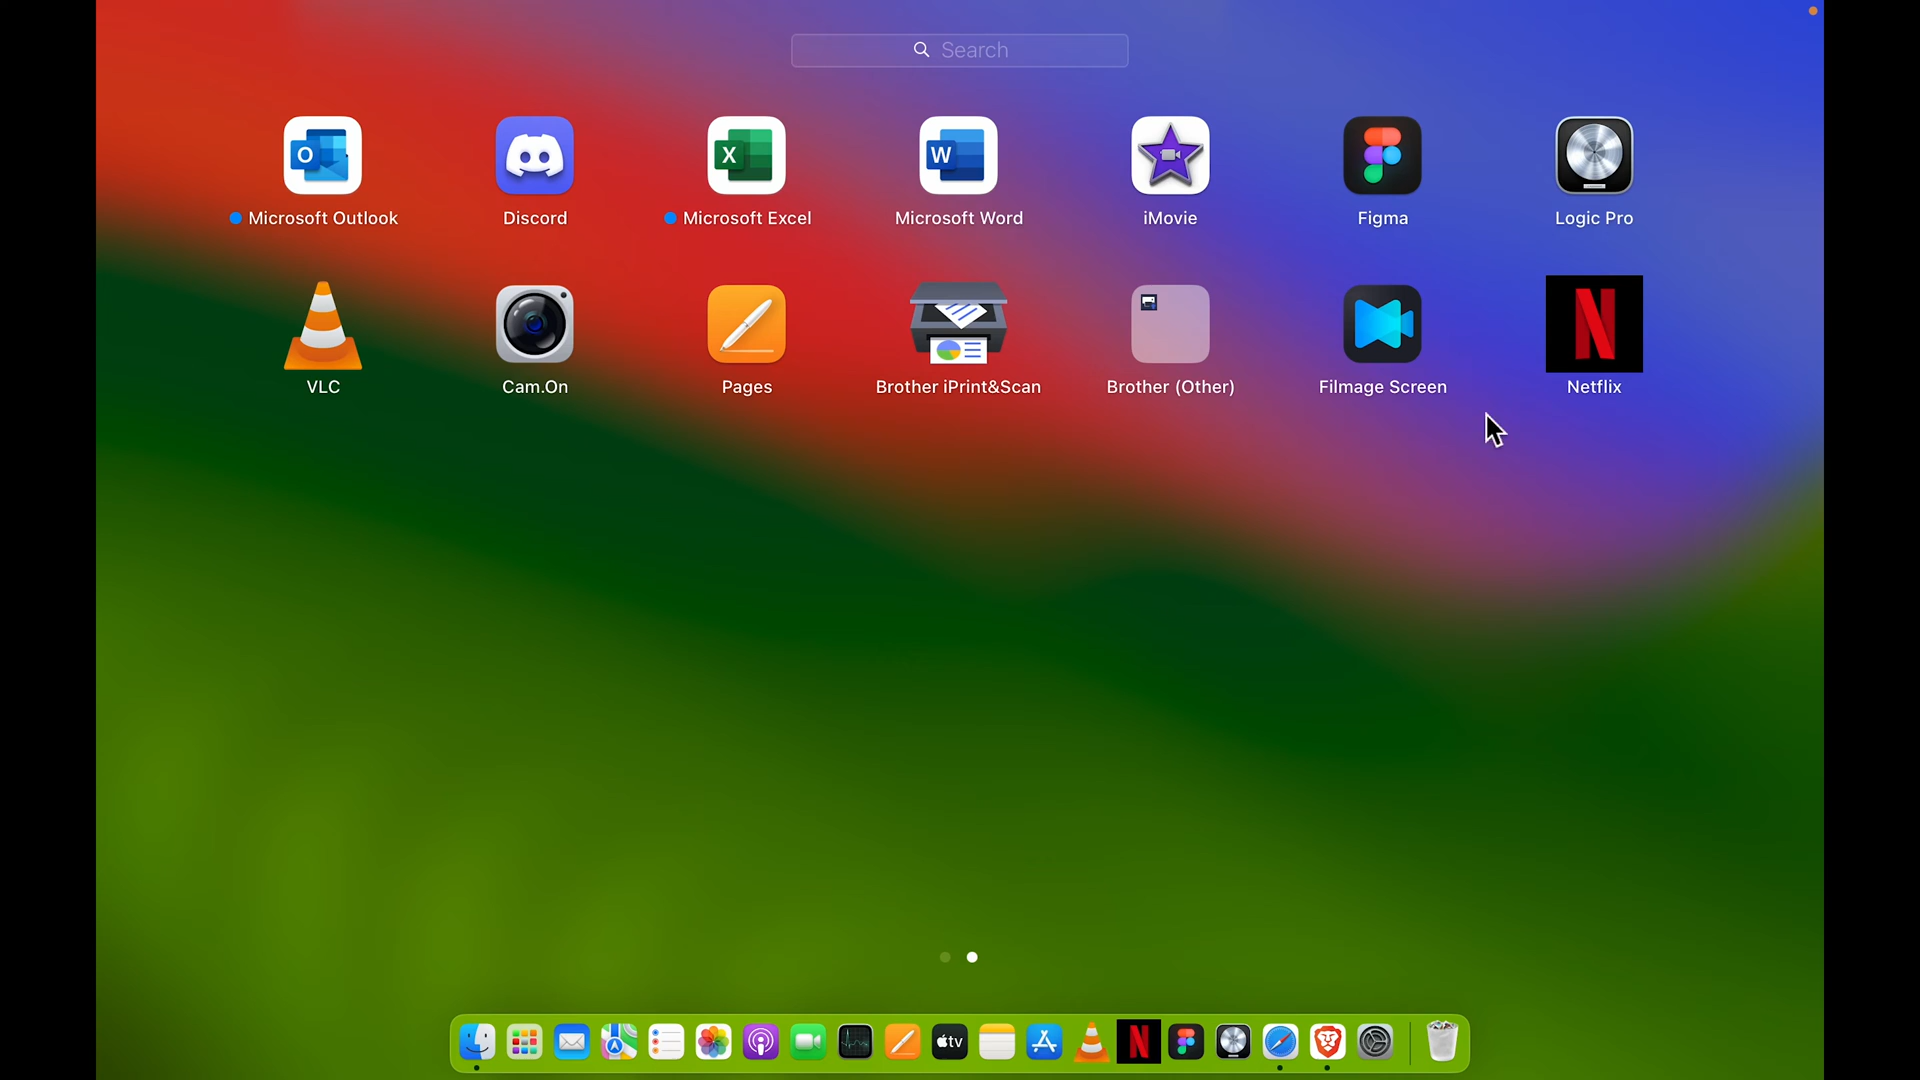 Search
Microsoft Outlook
Discord
Microsoft Excel
Microsoft Word
iMovie
Figma
Logic Pro
VLC
Cam.On
Pages
Brother iPrint&Scan
Brother (Other)
Filmage Screen
Netflix
tv